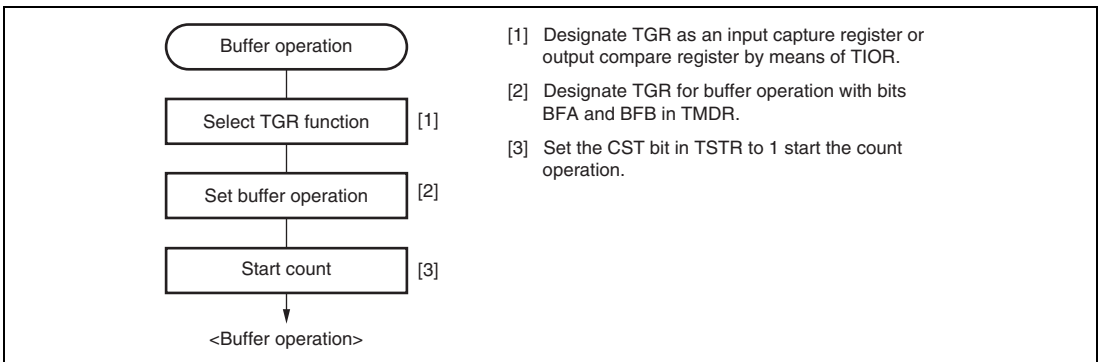 Buffer operation
Select TGR function
[1]
Set buffer operation
[2]
Start count
[3]
<Buffer operation>
[1] Designate TGR as an input capture register or
output compare register by means of TIOR.
[2] Designate TGR for buffer operation with bits
BFA and BFB in TMDR.
[3] Set the CST bit in TSTR to 1 start the count
operation.